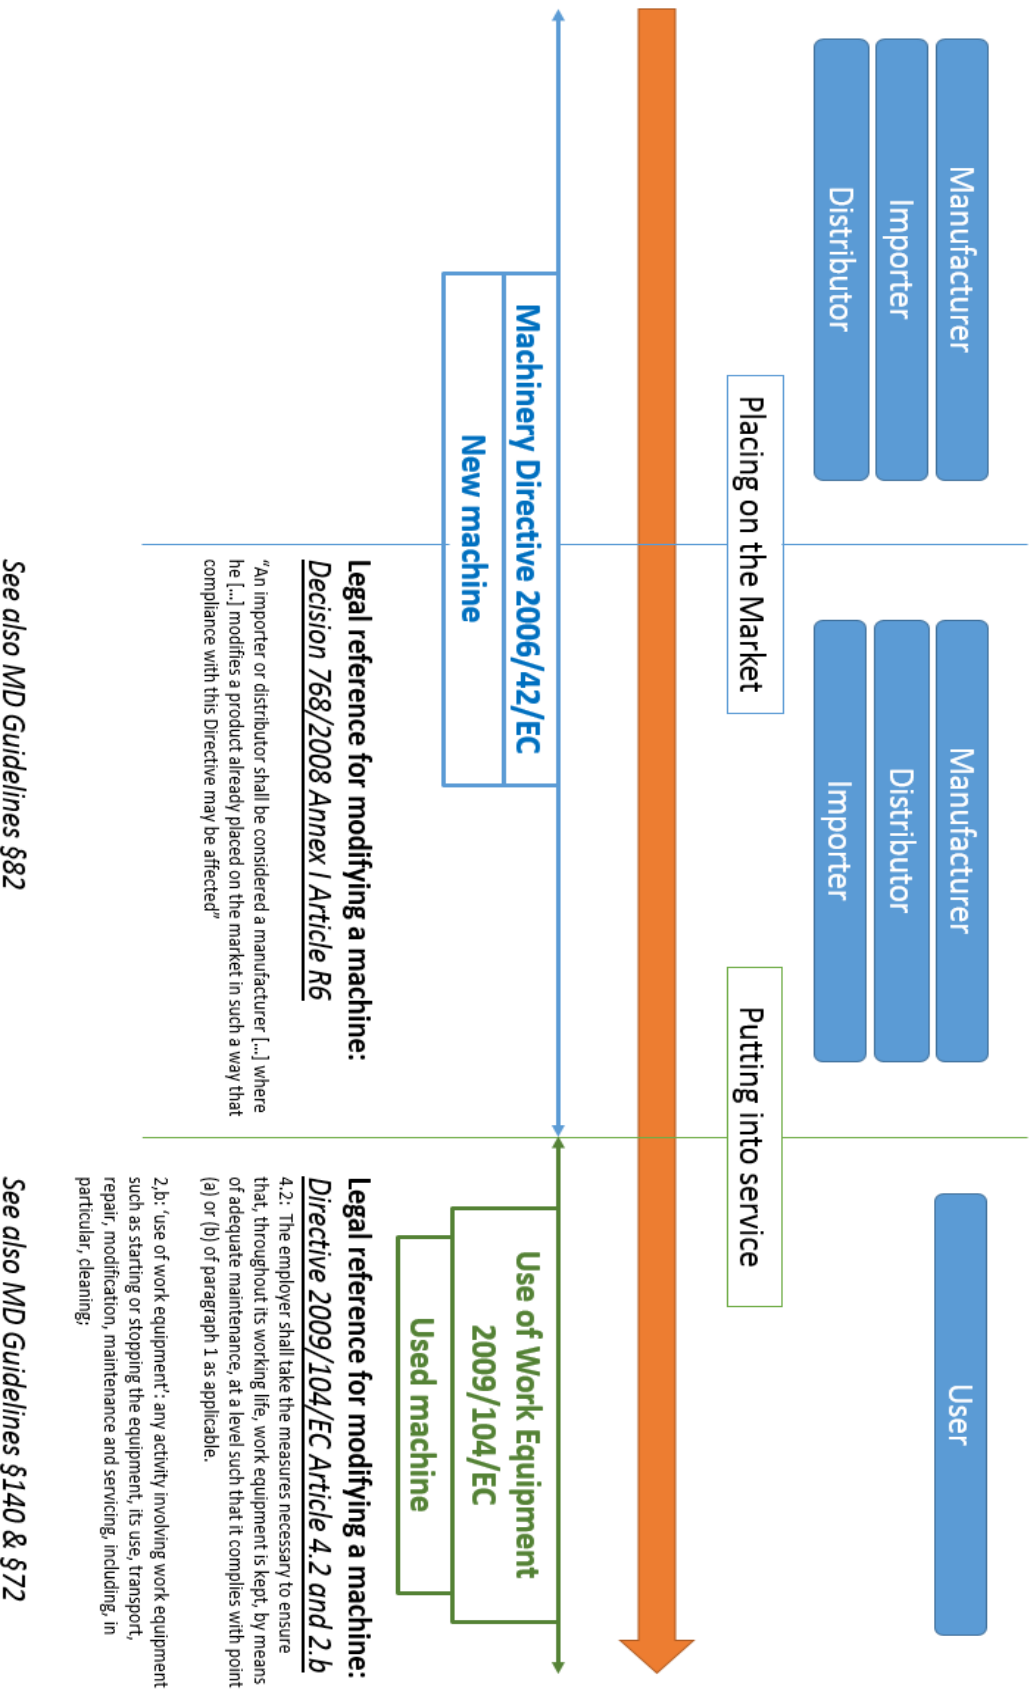 Manufacturer
Importer
Distributor
Manufacturer
Distributor
Importer
User
Placing on the Market
Putting into service
Machinery Directive 2006/42/EC
New machine
Use of Work Equipment
2009/104/EC
Used machine
Legal reference for modifying a machine:
Decision 768/2008 Annex I Article R6
“An importer or distributor shall be considered a manufacturer [...] where
he [...] modifies a product already placed on the market in such a way that
compliance with this Directive may be affected”
See also MD Guidelines §82
Legal reference for modifying a machine:
Directive 2009/104/EC Article 4.2 and 2.b
4.2: The employer shall take the measures necessary to ensure
that, throughout its working life, work equipment is kept, by means
of adequate maintenance, at a level such that it complies with point
(a) or (b) of paragraph 1 as applicable.
2,b: ‘use of work equipment’: any activity involving work equipment
such as starting or stopping the equipment, its use, transport,
repair, modification, maintenance and servicing, including, in
particular, cleaning;
See also MD Guidelines §140 & §72